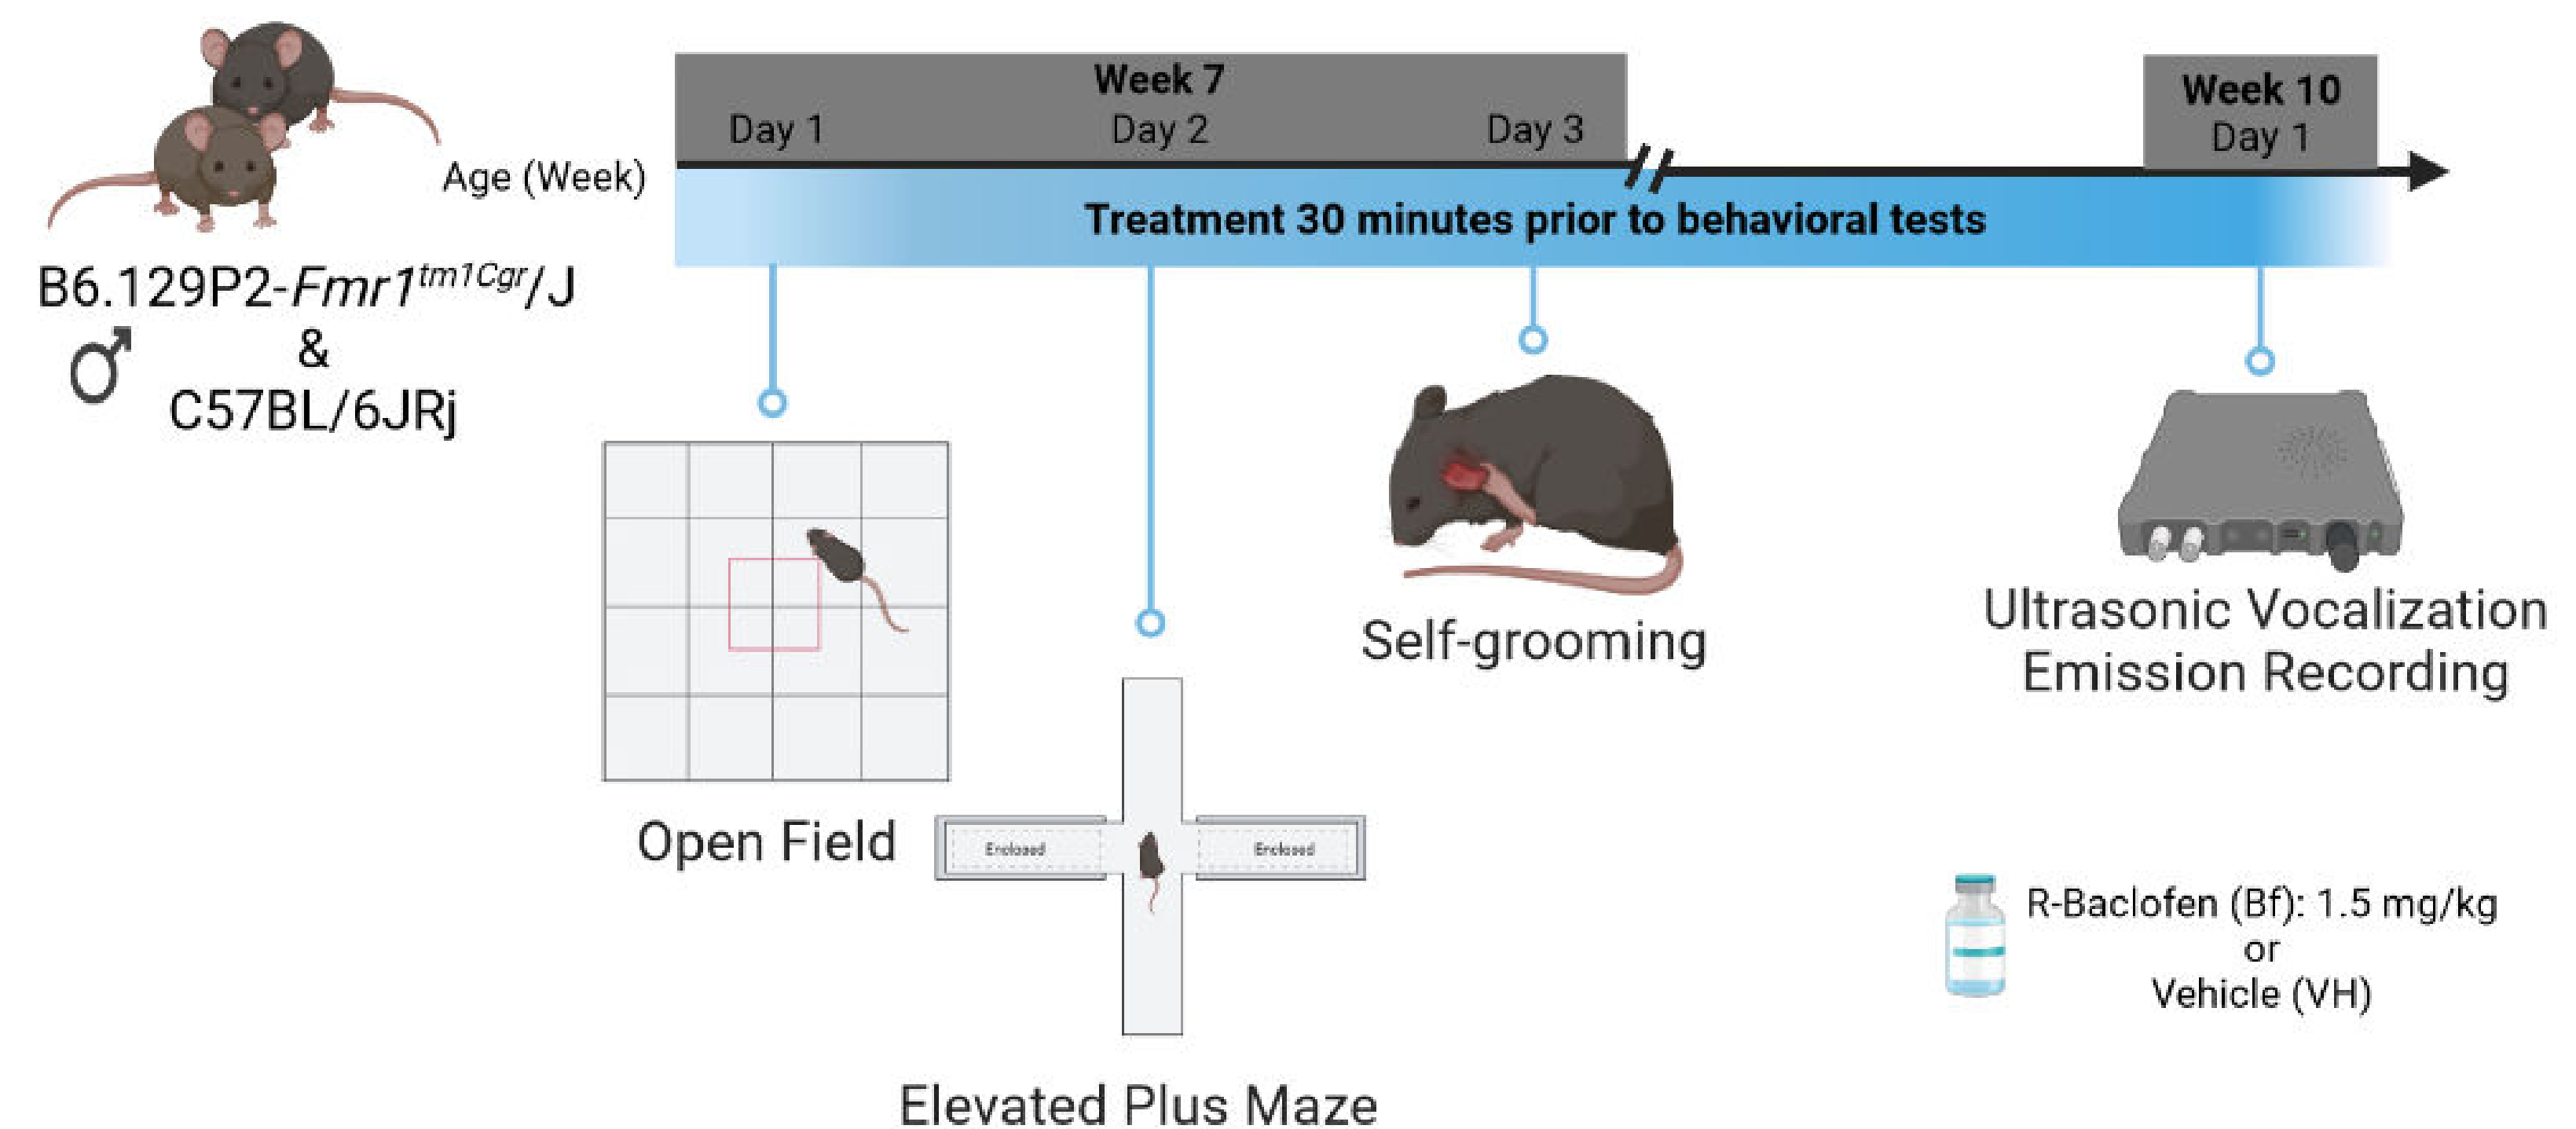 Week 7
Day 1 Day 2 Day 3
Week 10
Day 1
Age (Week)
Treatment 30 minutes prior to behavioral tests
B6.129P2-Fmr1tm1Cgr/J
♂ &
C57BL/6JRj
Open Field
Enclosed
Enclosed
Elevated Plus Maze
Self-grooming
Ultrasonic Vocalization
Emission Recording
R-Baclofen (Bf): 1.5 mg/kg
or
Vehicle (VH)